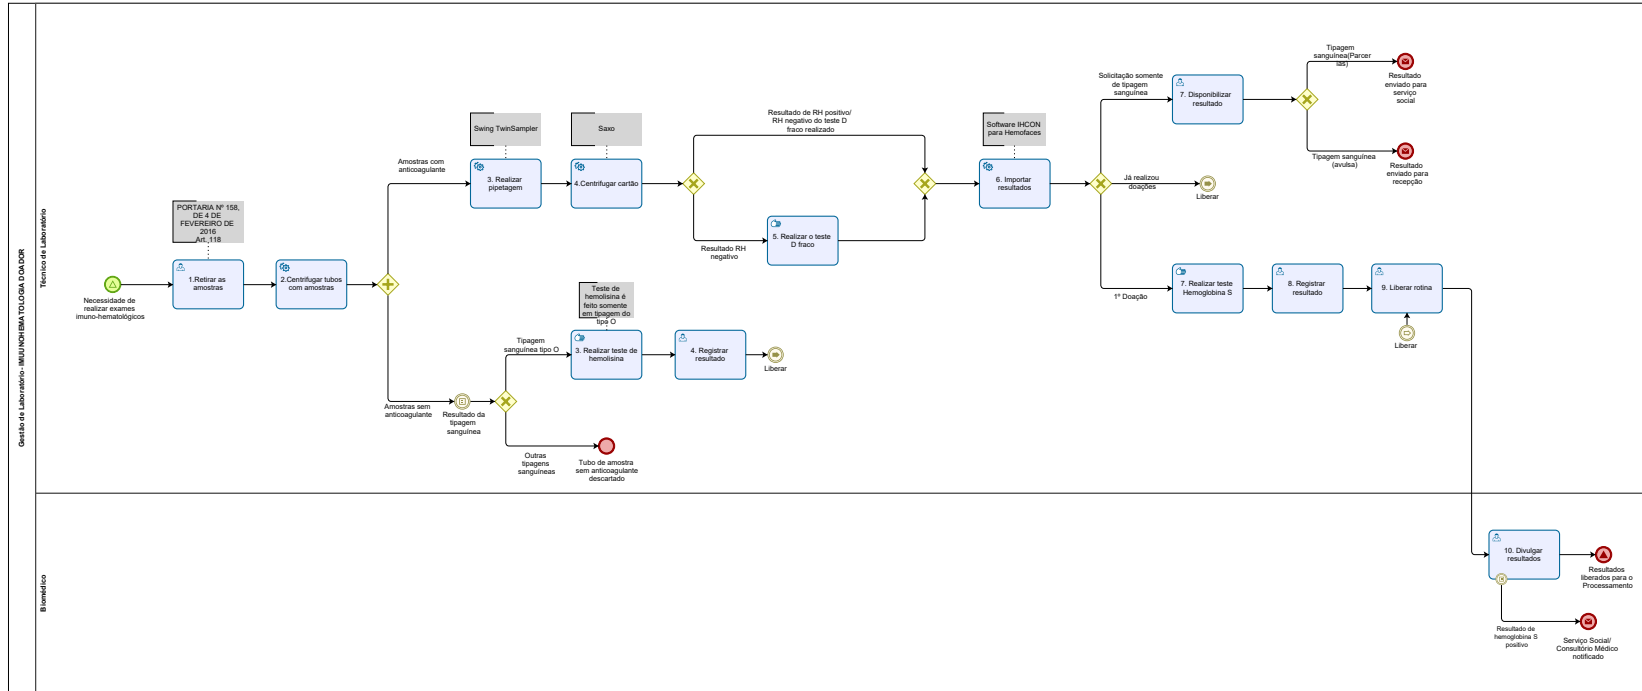 Gestão de Laboratório- IMUUNOHEMATOLOGIA DOADOR
Técnico de Laboratório
Necessidade de
realizar exames
imuno-hematológicos
PORTARIA Nº 158,
DE 4 DE
FEVEREIRO DE
2016
Art. 118
1.Retirar as
amostras
2.Centrifugar tubos
com amostras
Amostras com
anticoagulante
Swing TwinSampler
3. Realizar
pipetagem
Saxo
4.Centrifugar cartão
Resultado de RH positivo/
RH negativo do teste D
fraco realizado
Resultado RH
negativo
5. Realizar o teste
D fraco
Software IHCON
para Hemofaces
6. Importar
resultados
Solicitação somente
de tipagem
sanguínea
7. Disponibilizar
resultado
Tipagem
sanguínea(Parcer
ias)
Resultado
enviado para
serviço
social
Tipagem sanguínea
(avulsa)
Resultado
enviado para
recepção
Já realizou
doações
Liberar
1º Doação
7. Realizar teste
Hemoglobina S
8. Registrar
resultado
9. Liberar rotina
Liberar
Amostras sem
anticoagulante
Resultado da
tipagem
sanguínea
Tipagem
sanguínea tipo O
Teste de
hemolisina é
feito somente
em tipagem do
tipo O
3. Realizar teste de
hemolisina
4. Registrar
resultado
Liberar
Outras
tipagens
sanguíneas
Tubo de amostra
sem anticoagulante
descartado
Biomédico
10. Divulgar
resultados
Resultados
liberados para o
Processamento
Resultado de
hemoglobina S
positivo
Serviço Social/
Consultório Médico
notificado